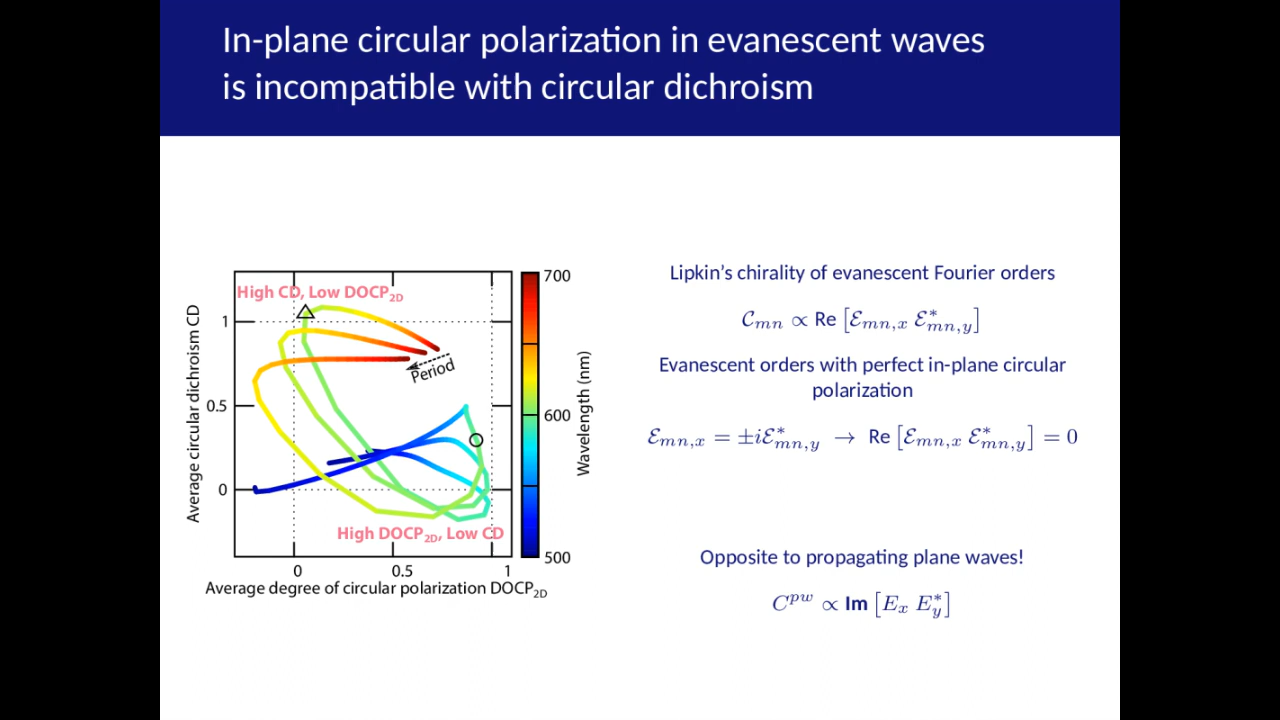 In-plane circular polarization in evanescent waves
is incompatible with circular dichroism
High CD, Low DOCP₂D
Period
High DOCP₂D, Low CD
1
0.5
0
0
0.5
1
Average circular dichroism CD
Average degree of circular polarization DOCP₂D
700
600
500
Wavelength (nm)
Lipkin's chirality of evanescent Fourier orders
𝒞ₘₙ ∝ Re [ℰₘₙ,ₓ ℰ*ₘₙ,y]
Evanescent orders with perfect in-plane circular
polarization
ℰₘₙ,ₓ = ±iℰ*ₘₙ,y → Re [ℰₘₙ,ₓ ℰ*ₘₙ,y] = 0
Opposite to propagating plane waves!
Cᵖʷ ∝ Im [Eₓ E*y]